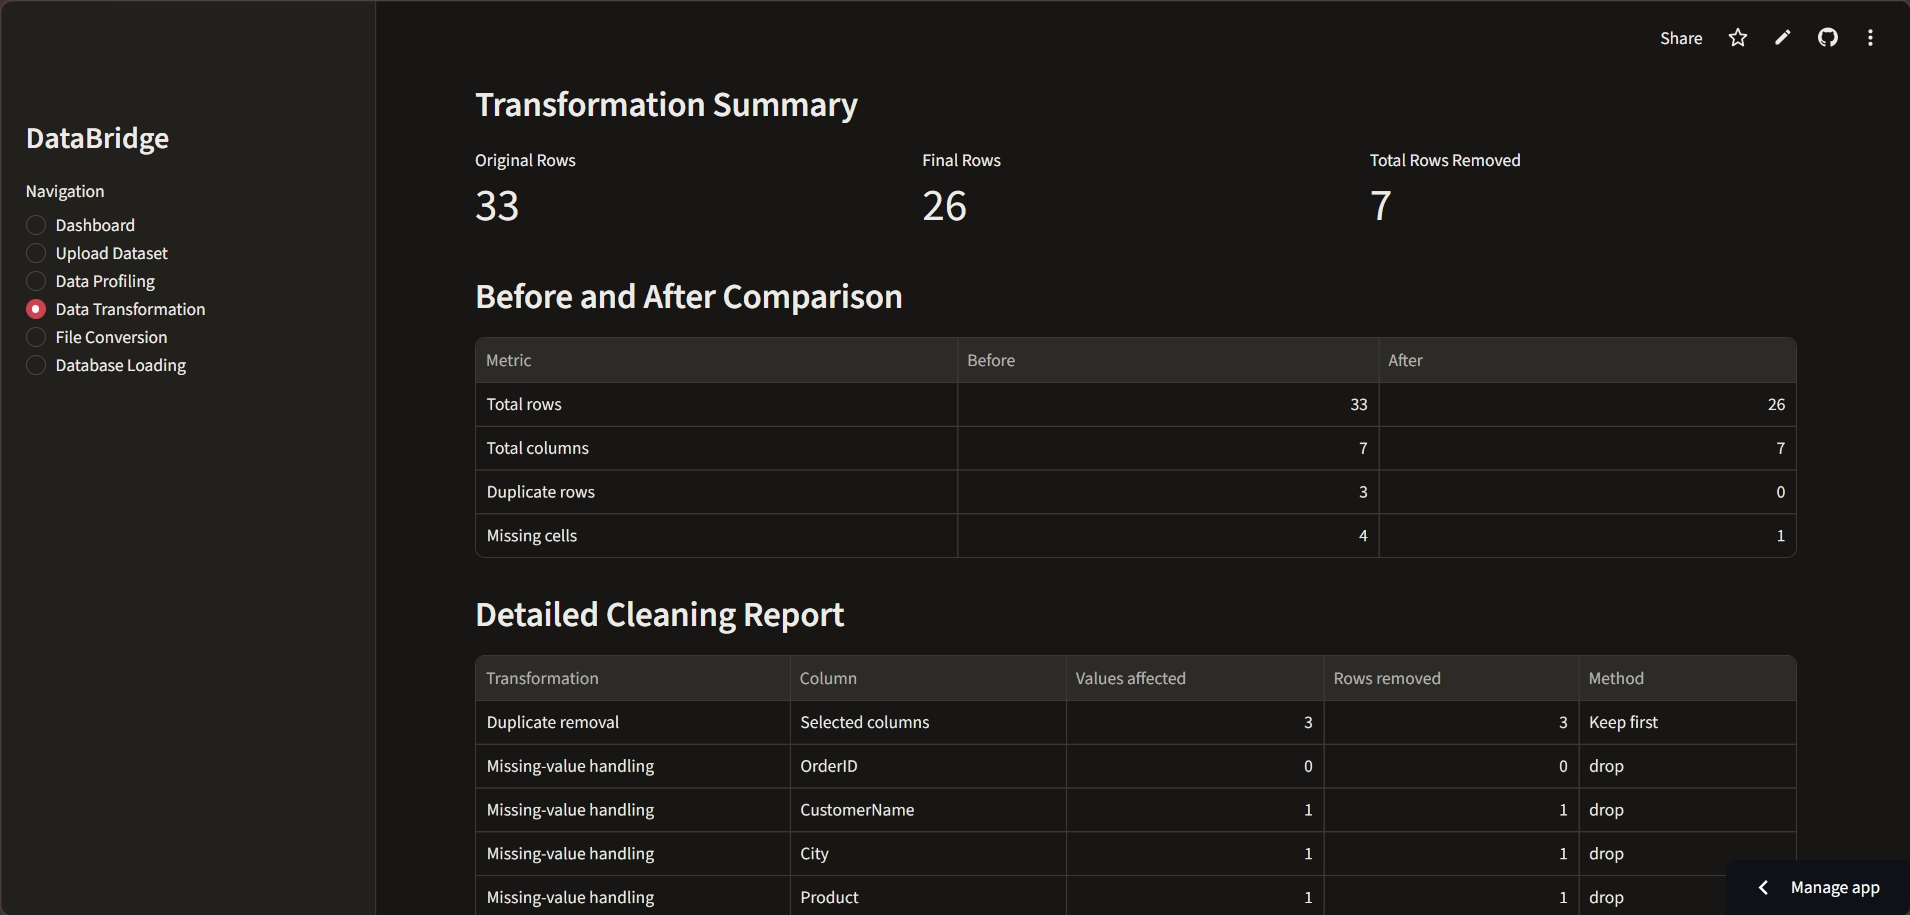 Share
DataBridge
Navigation
Dashboard
Upload Dataset
Data Profiling
Data Transformation
File Conversion
Database Loading
Transformation Summary
Original Rows Final Rows Total Rows Removed
33 26 7
Before and After Comparison
Metric Before After
Total rows 33 26
Total columns 7 7
Duplicate rows 3 0
Missing cells 4 1
Detailed Cleaning Report
Transformation Column Values affected Rows removed Method
Duplicate removal Selected columns 3 3 Keep first
Missing-value handling OrderID 0 0 drop
Missing-value handling CustomerName 1 1 drop
Missing-value handling City 1 1 drop
Missing-value handling Product 1 1 drop
Manage app